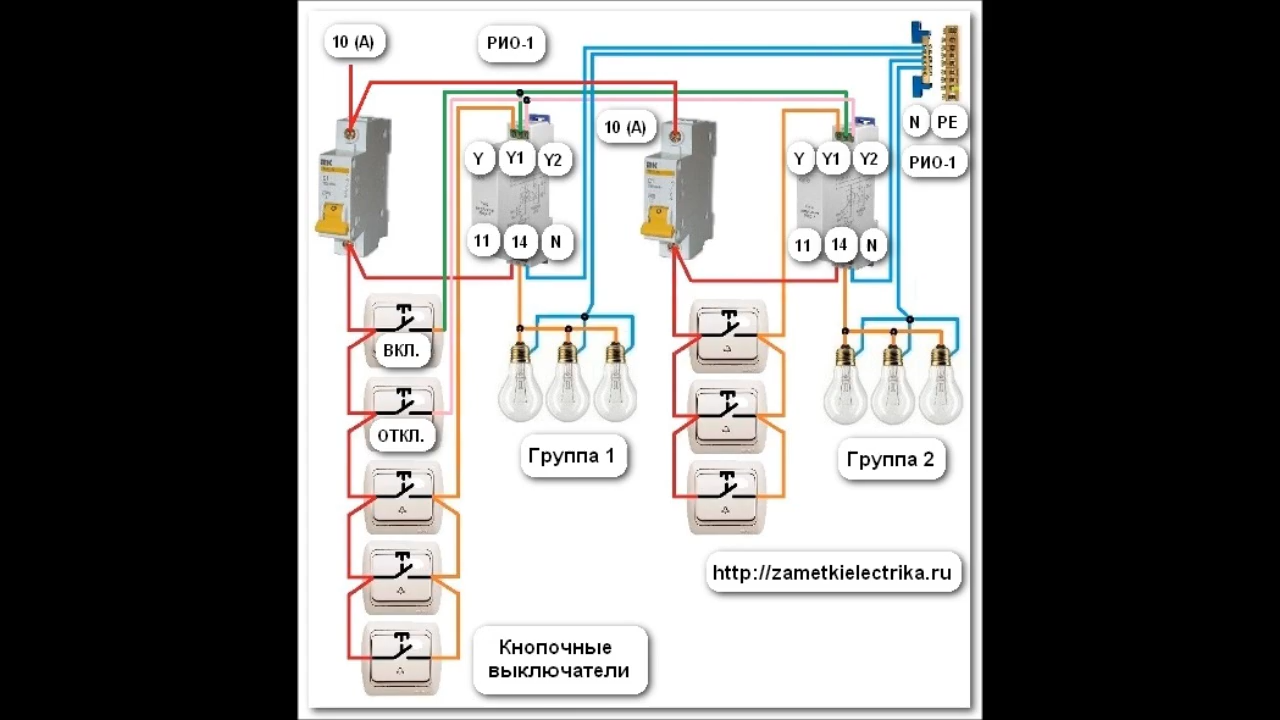 10 (А)
РИО-1
N
PE
РИО-1
10 (А)
Y
Y1
Y2
11
14
N
Y
Y1
Y2
11
14
N
ВКЛ.
ОТКЛ.
Группа 1
Группа 2
http://zametkielectrika.ru
Кнопочные
выключатели